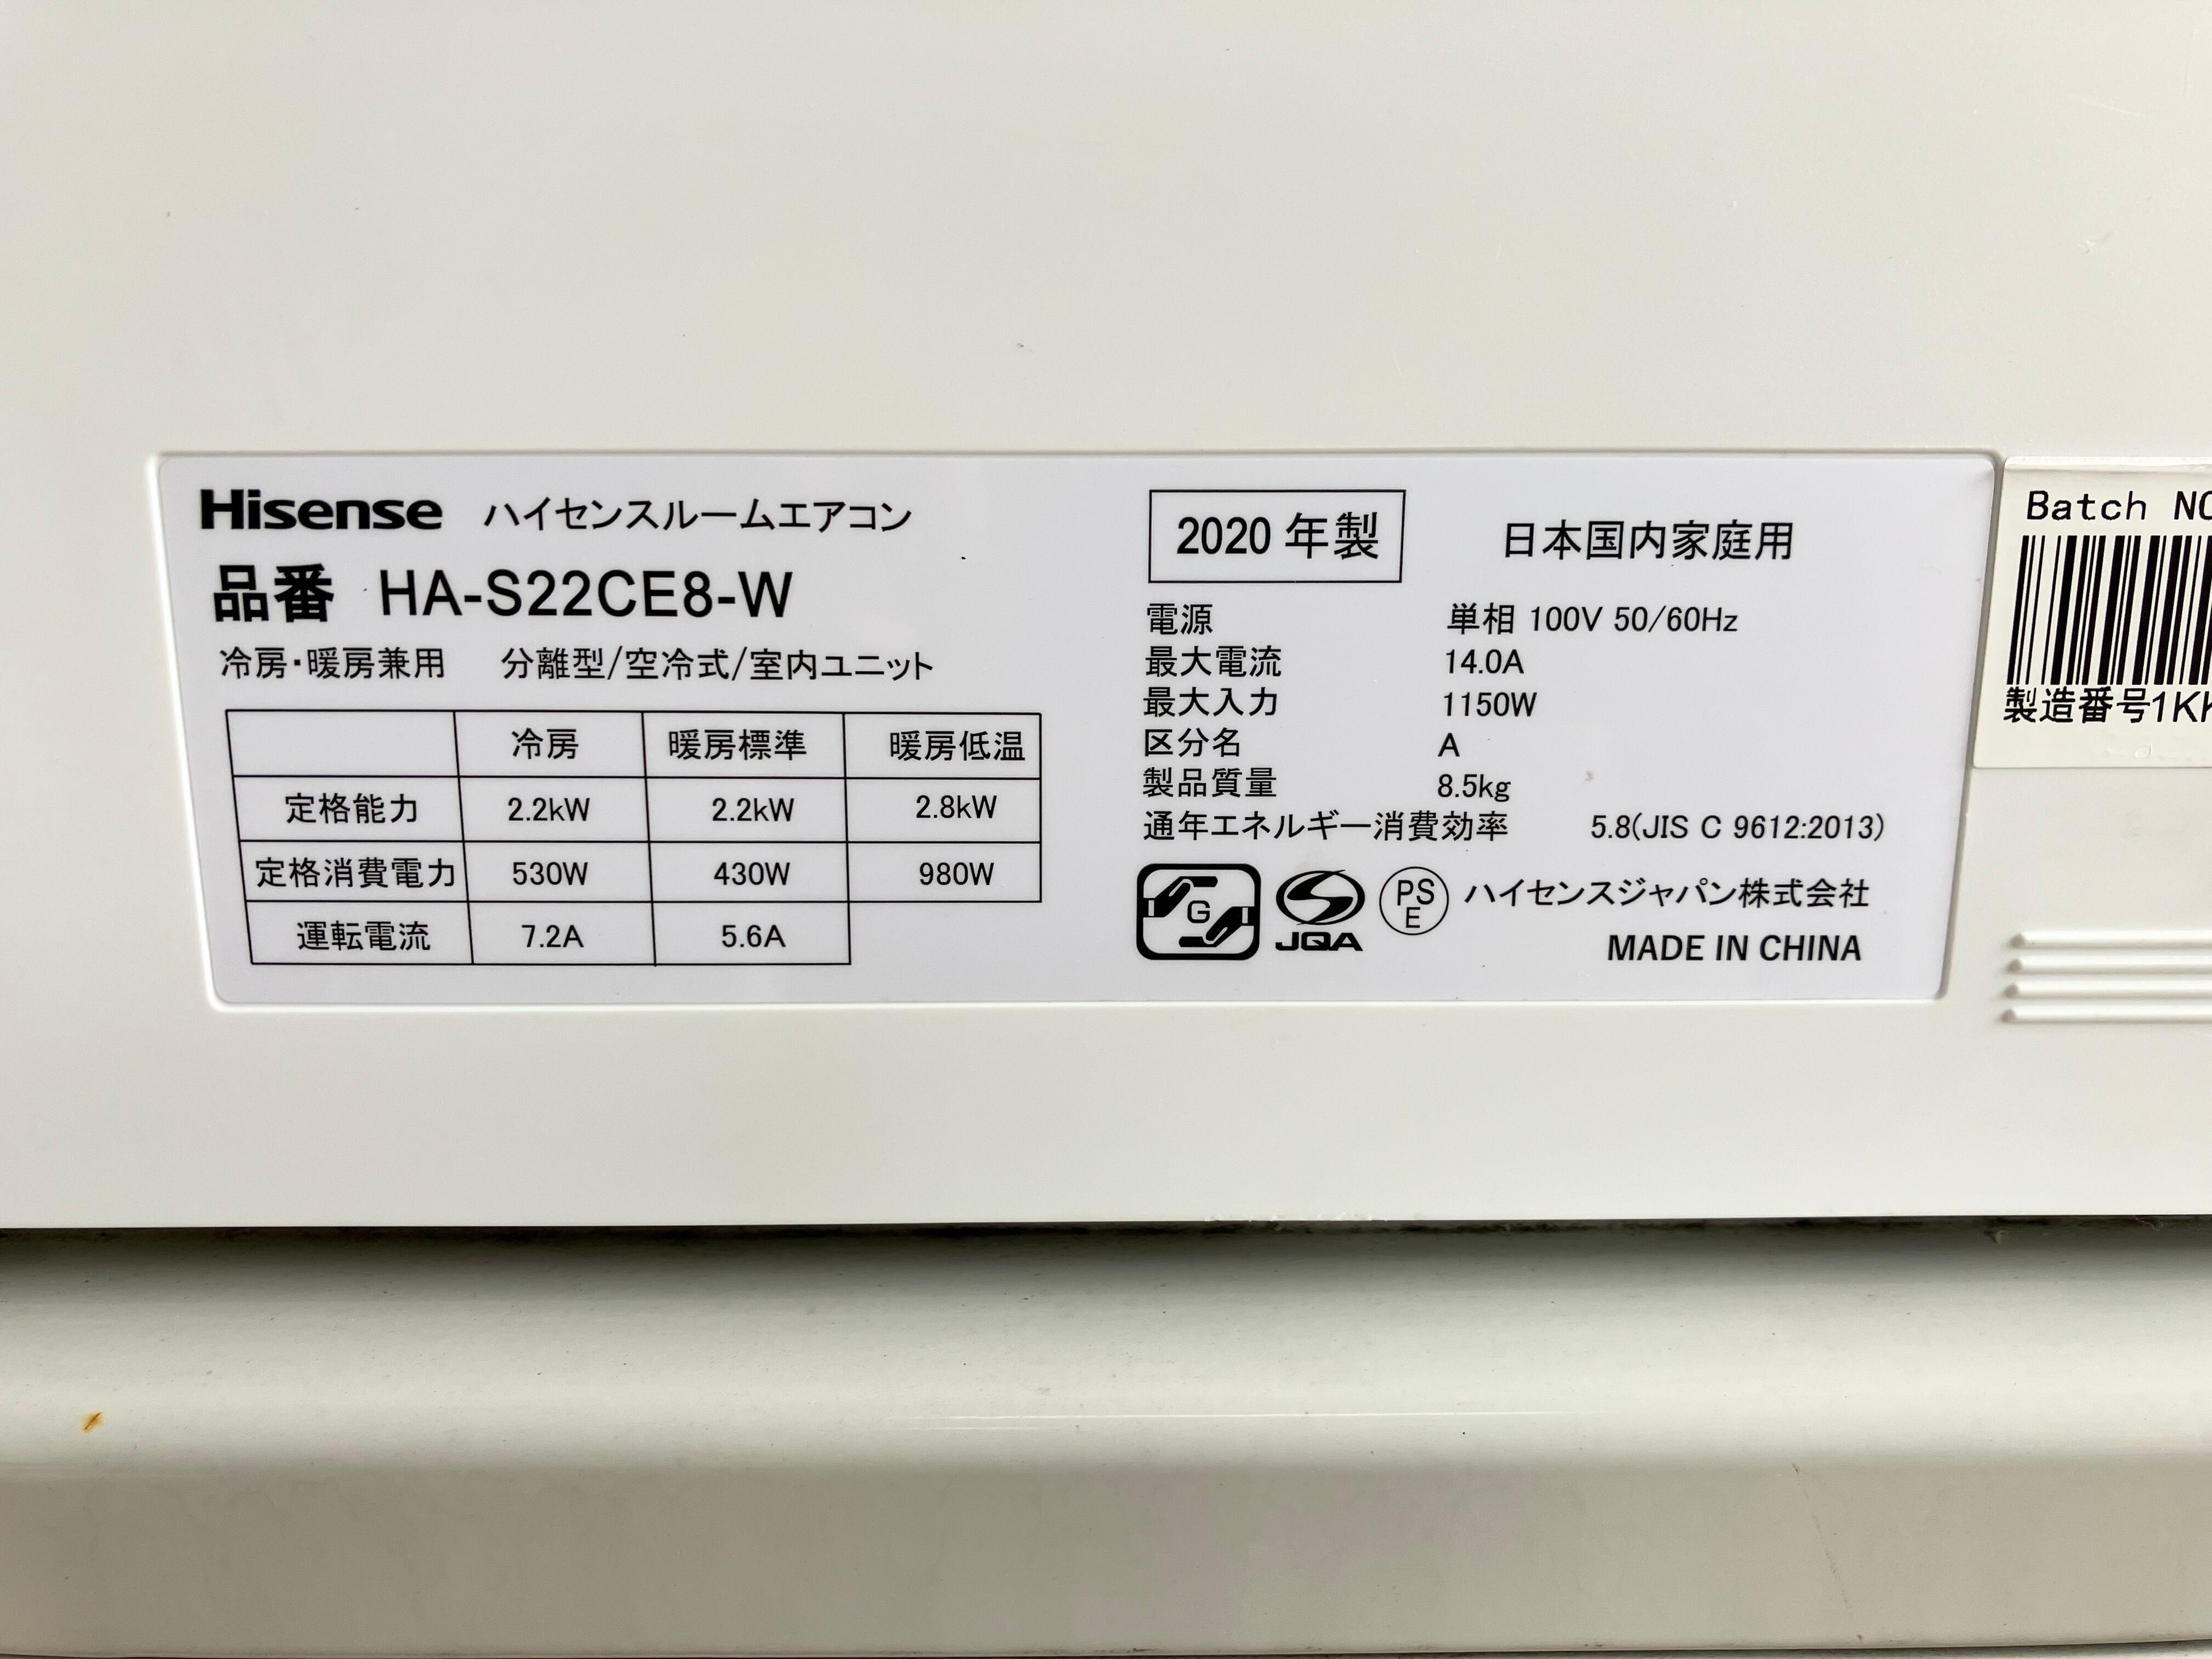 Hisense ハイセンスルームエアコン
品番 HA-S22CE8-W
冷房・暖房兼用 分離型/空冷式/室内ユニット
冷房 暖房標準 暖房低温
定格能力 2.2kW 2.2kW 2.8kW
定格消費電力 530W 430W 980W
運転電流 7.2A 5.6A
2020 年製 日本国内家庭用
電源 単相 100V 50/60Hz
最大電流 14.0A
最大入力 1150W
区分名 A
製品質量 8.5kg
通年エネルギー消費効率 5.8(JIS C 9612:2013)
G JQA PS E ハイセンスジャパン株式会社
MADE IN CHINA
Batch NO
製造番号1K